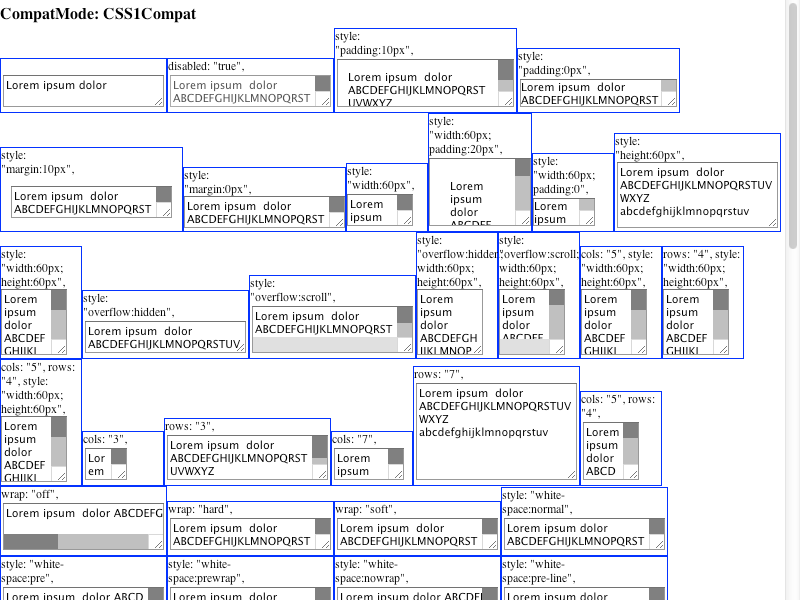 CompatMode: CSS1Compat
Lorem ipsum dolor
disabled: "true",
Lorem ipsum  dolor
ABCDEFGHIJKLMNOPQRST
style:
"padding:10px",
Lorem ipsum  dolor
ABCDEFGHIJKLMNOPQRST
UVWXYZ
style:
"padding:0px",
Lorem ipsum  dolor
ABCDEFGHIJKLMNOPQRST
style:
"margin:10px",
Lorem ipsum  dolor
ABCDEFGHIJKLMNOPQRST
style:
"margin:0px",
Lorem ipsum  dolor
ABCDEFGHIJKLMNOPQRST
style:
"width:60px",
Lorem
ipsum
style:
"width:60px;
padding:20px",
Lorem
ipsum
dolor
ABCDEF
style:
"width:60px;
padding:0",
Lorem
ipsum
style:
"height:60px",
Lorem ipsum  dolor
ABCDEFGHIJKLMNOPQRSTUV
WXYZ
abcdefghijklmnopqrstuv
style:
"width:60px;
height:60px",
Lorem
ipsum
dolor
ABCDEF
GHIJKL
style:
"overflow:hidden",
Lorem ipsum  dolor
ABCDEFGHIJKLMNOPQRSTUV
style:
"overflow:scroll",
Lorem ipsum  dolor
ABCDEFGHIJKLMNOPQRST
style:
"overflow:hidden;
width:60px;
height:60px",
Lorem
ipsum
dolor
ABCDEFGH
IJKLMNOP
style:
"overflow:scroll;
width:60px;
height:60px",
Lorem
ipsum
dolor
ABCDEF
cols: "5", style:
"width:60px;
height:60px",
Lorem
ipsum
dolor
ABCDEF
GHIJKL
rows: "4", style:
"width:60px;
height:60px",
Lorem
ipsum
dolor
ABCDEF
GHIJKL
cols: "5", rows:
"4", style:
"width:60px;
height:60px",
Lorem
ipsum
dolor
ABCDEF
GHIJKL
cols: "3",
Lor
em
rows: "3",
Lorem ipsum  dolor
ABCDEFGHIJKLMNOPQRST
UVWXYZ
cols: "7",
Lorem
ipsum
rows: "7",
Lorem ipsum  dolor
ABCDEFGHIJKLMNOPQRSTUV
WXYZ
abcdefghijklmnopqrstuv
cols: "5", rows:
"4",
Lorem
ipsum
dolor
ABCD
wrap: "off",
Lorem ipsum  dolor ABCDEFG
wrap: "hard",
Lorem ipsum  dolor
ABCDEFGHIJKLMNOPQRST
wrap: "soft",
Lorem ipsum  dolor
ABCDEFGHIJKLMNOPQRST
style: "white-
space:normal",
Lorem ipsum dolor
ABCDEFGHIJKLMNOPQRST
style: "white-
space:pre",
Lorem ipsum  dolor ABCD
style: "white-
space:prewrap",
Lorem ipsum  dolor
style: "white-
space:nowrap",
Lorem ipsum dolor ABCDEF
style: "white-
space:pre-line",
Lorem ipsum dolor